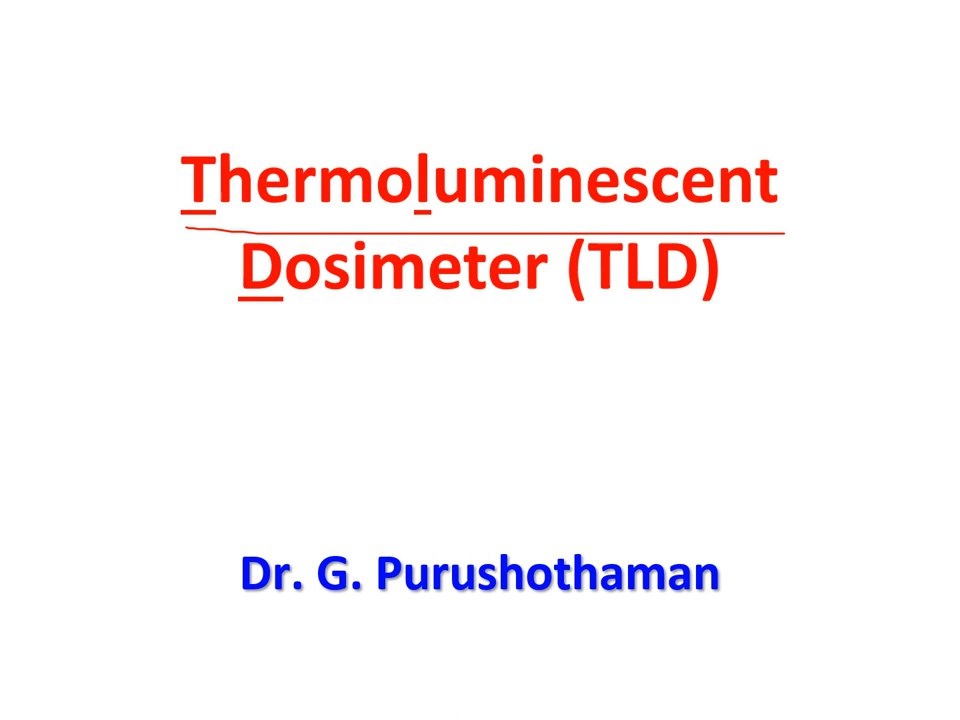 Thermoluminescent
Dosimeter (TLD)
Dr. G. Purushothaman